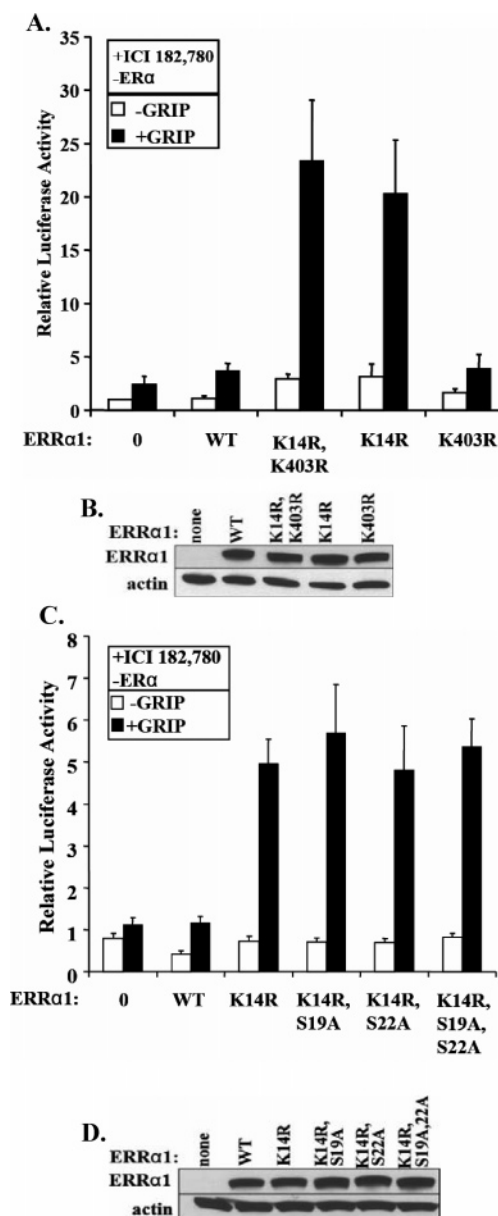 A.
35
30
25
20
15
10
5
0
Relative Luciferase Activity
+ICI 182,780
-ERα
-GRIP
+GRIP
ERRα1: 0 WT K14R, K403R K14R K403R
B.
ERRα1: none WT K14R, K403R K14R K403R
ERRα1
actin
C.
8
7
6
5
4
3
2
1
0
Relative Luciferase Activity
+ICI 182,780
-ERα
-GRIP
+GRIP
ERRα1: 0 WT K14R K14R, K14R, K14R,
S19A S22A S19A,
S22A
D.
ERRα1: none WT K14R K14R, S19A K14R, S22A K14R, S19A,22A
ERRα1
actin